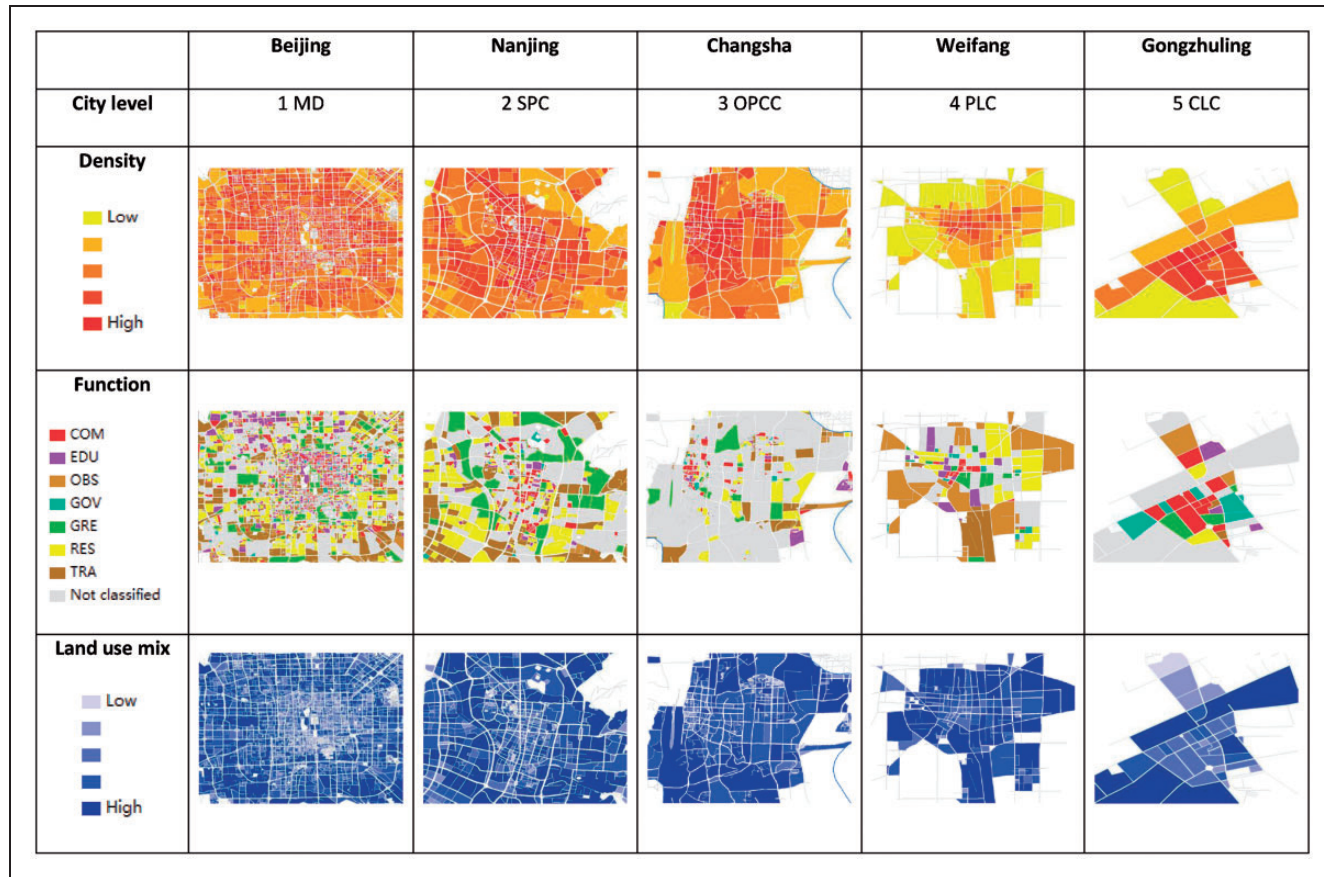 Beijing Nanjing Changsha Weifang Gongzhuling
City level 1 MD 2 SPC 3 OPCC 4 PLC 5 CLC
Density
Low
High
Function
COM
EDU
OBS
GOV
GRE
RES
TRA
Not classified
Land use mix
Low
High